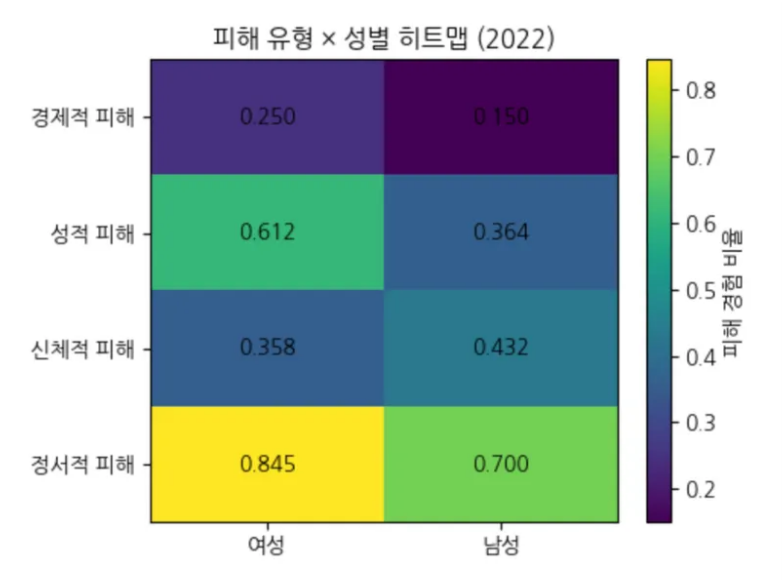 피해 유형 × 성별 히트맵 (2022)
경제적 피해 0.250 0.150
성적 피해 0.612 0.364
신체적 피해 0.358 0.432
정서적 피해 0.845 0.700
여성 남성
0.8
0.7
0.6
0.5
0.4
0.3
0.2
피해 경험 비율